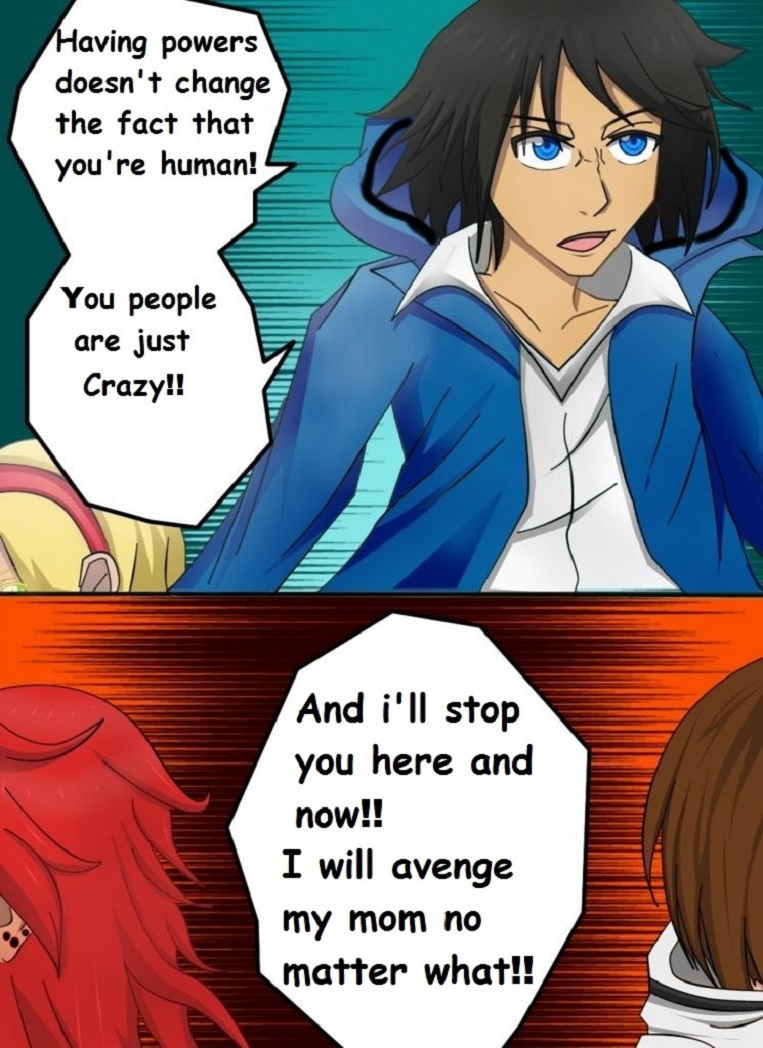 Having powers
doesn't change
the fact that
you're human!
You people
are just
Crazy!!
And i'll stop
you here and
now!!
I will avenge
my mom no
matter what!!